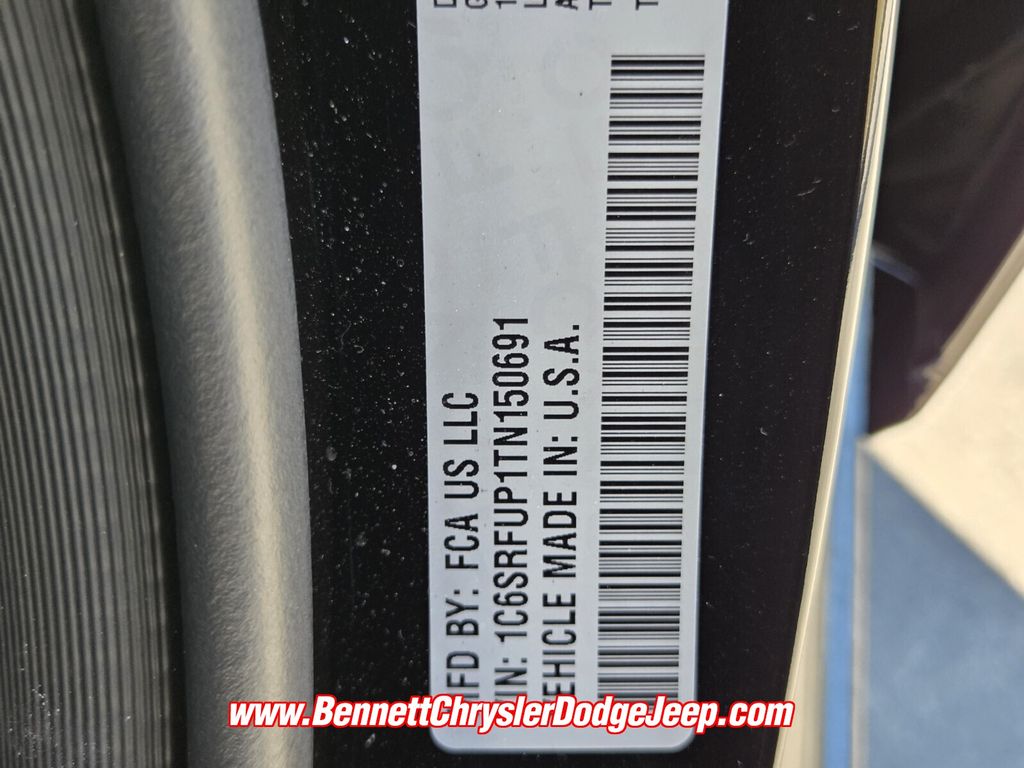 MFD BY: FCA US LLC
VIN: 1C6SRFUP1TN150691
VEHICLE MADE IN: U.S.A.
www.BennettChryslerDodgeJeep.com